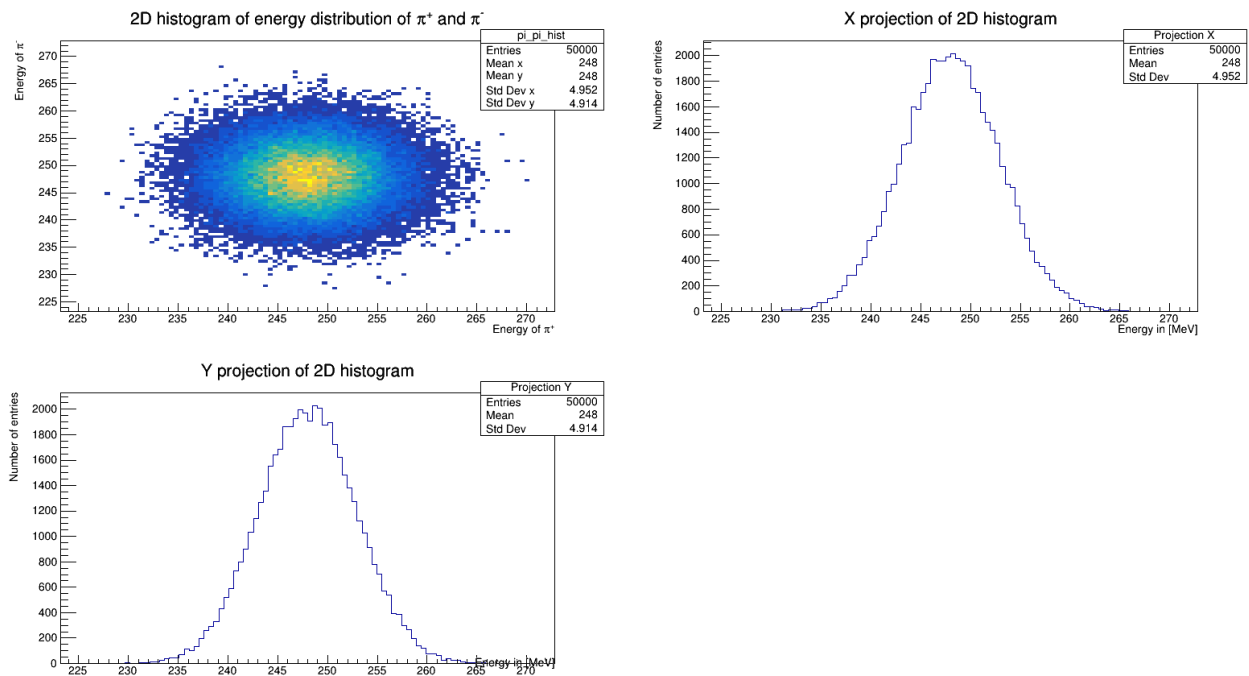 2D histogram of energy distribution of π⁺ and π⁻
Energy of π⁻
pi_pi_hist
Entries 50000
Mean x 248
Mean y 248
Std Dev x 4.952
Std Dev y 4.914
270
265
260
255
250
245
240
235
230
225
225 230 235 240 245 250 255 260 265 270
Energy of π⁺
X projection of 2D histogram
Number of entries
Projection X
Entries 50000
Mean 248
Std Dev 4.952
2000
1800
1600
1400
1200
1000
800
600
400
200
0
225 230 235 240 245 250 255 260 265 270
Energy in [MeV]
Y projection of 2D histogram
Number of entries
Projection Y
Entries 50000
Mean 248
Std Dev 4.914
2000
1800
1600
1400
1200
1000
800
600
400
200
0
225 230 235 240 245 250 255 260 265 270
Energy in [MeV]